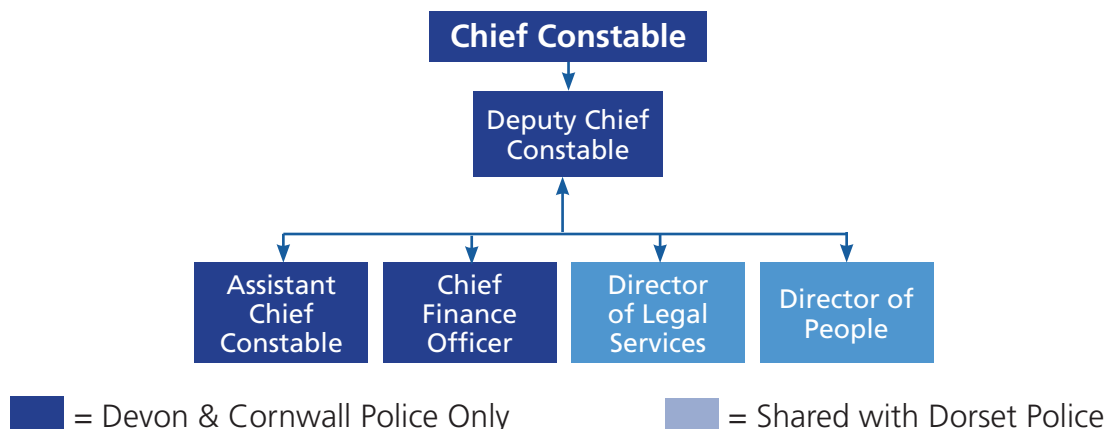 Chief Constable
Deputy Chief
Constable
Assistant
Chief
Constable
Chief
Finance
Officer
Director
of Legal
Services
Director of
People
= Devon & Cornwall Police Only
= Shared with Dorset Police